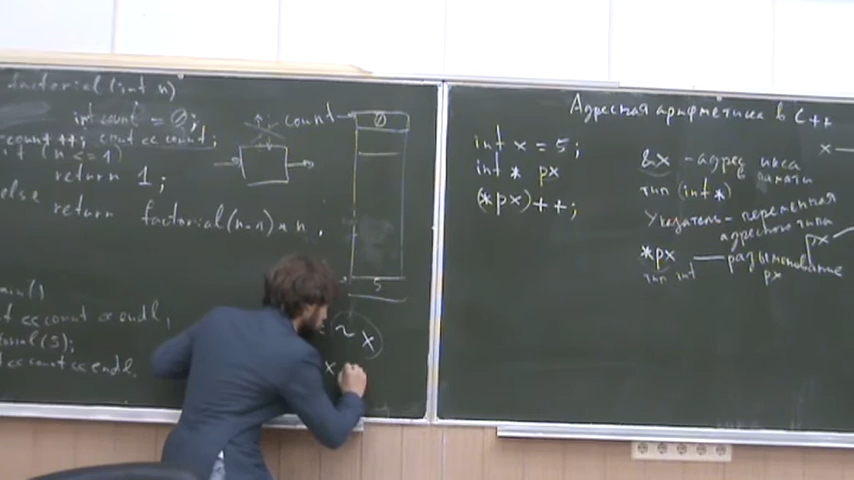 factorial (int n)
int count = 0;
count++; cout << count;
if (n <= 1)
return 1;
else
return factorial(n-1) * n
main()
cout << count << endl,
factorial(5);
cout << count << endl.
count
0
5
~ x
x
Адресная арифметика в C++
int x = 5;
int * px
(*px)++;
&x - адрес икса
в памяти
тип (int *)
Указатель - переменная
адресного типа
*px — разыменование
px
тип int
x
px